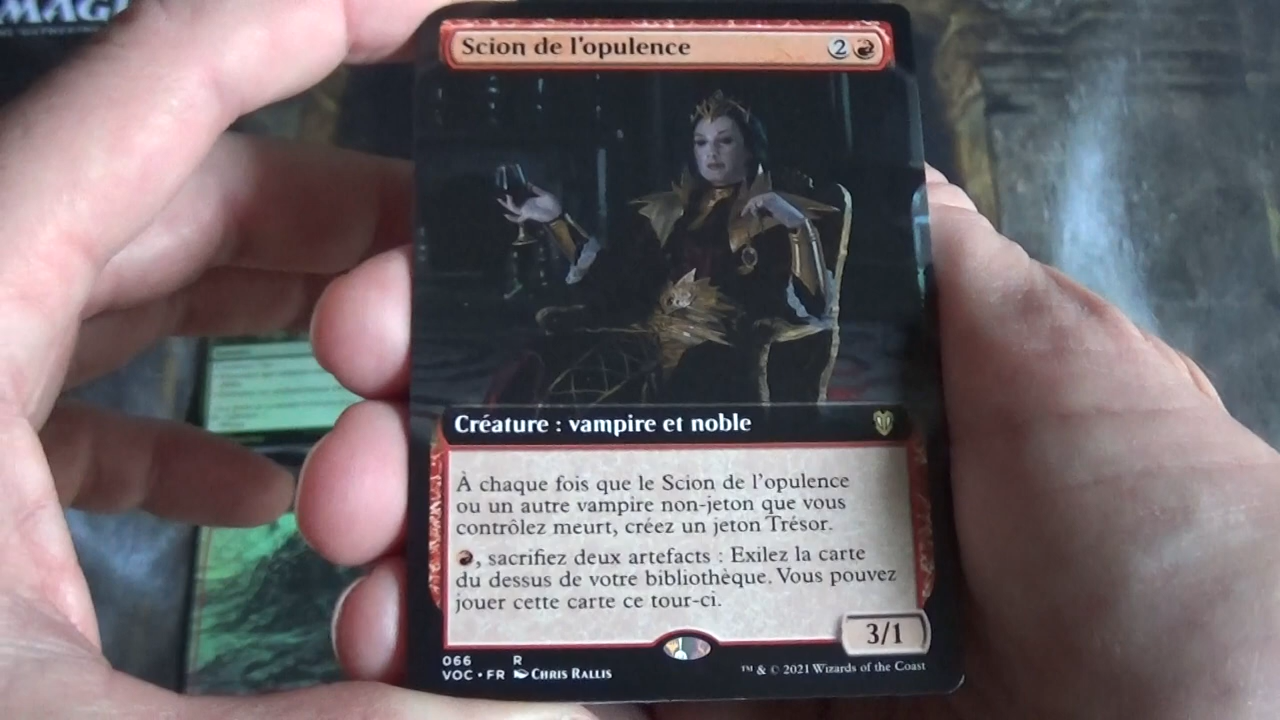 MAGI
Scion de l'opulence 2
Créature : vampire et noble
À chaque fois que le Scion de l'opulence
ou un autre vampire non-jeton que vous
contrôlez meurt, créez un jeton Trésor.
, sacrifiez deux artefacts : Exilez la carte
du dessus de votre bibliothèque. Vous pouvez
jouer cette carte ce tour-ci.
3/1
066 R
VOC • FR Chris Rallis
™ & © 2021 Wizards of the Coast